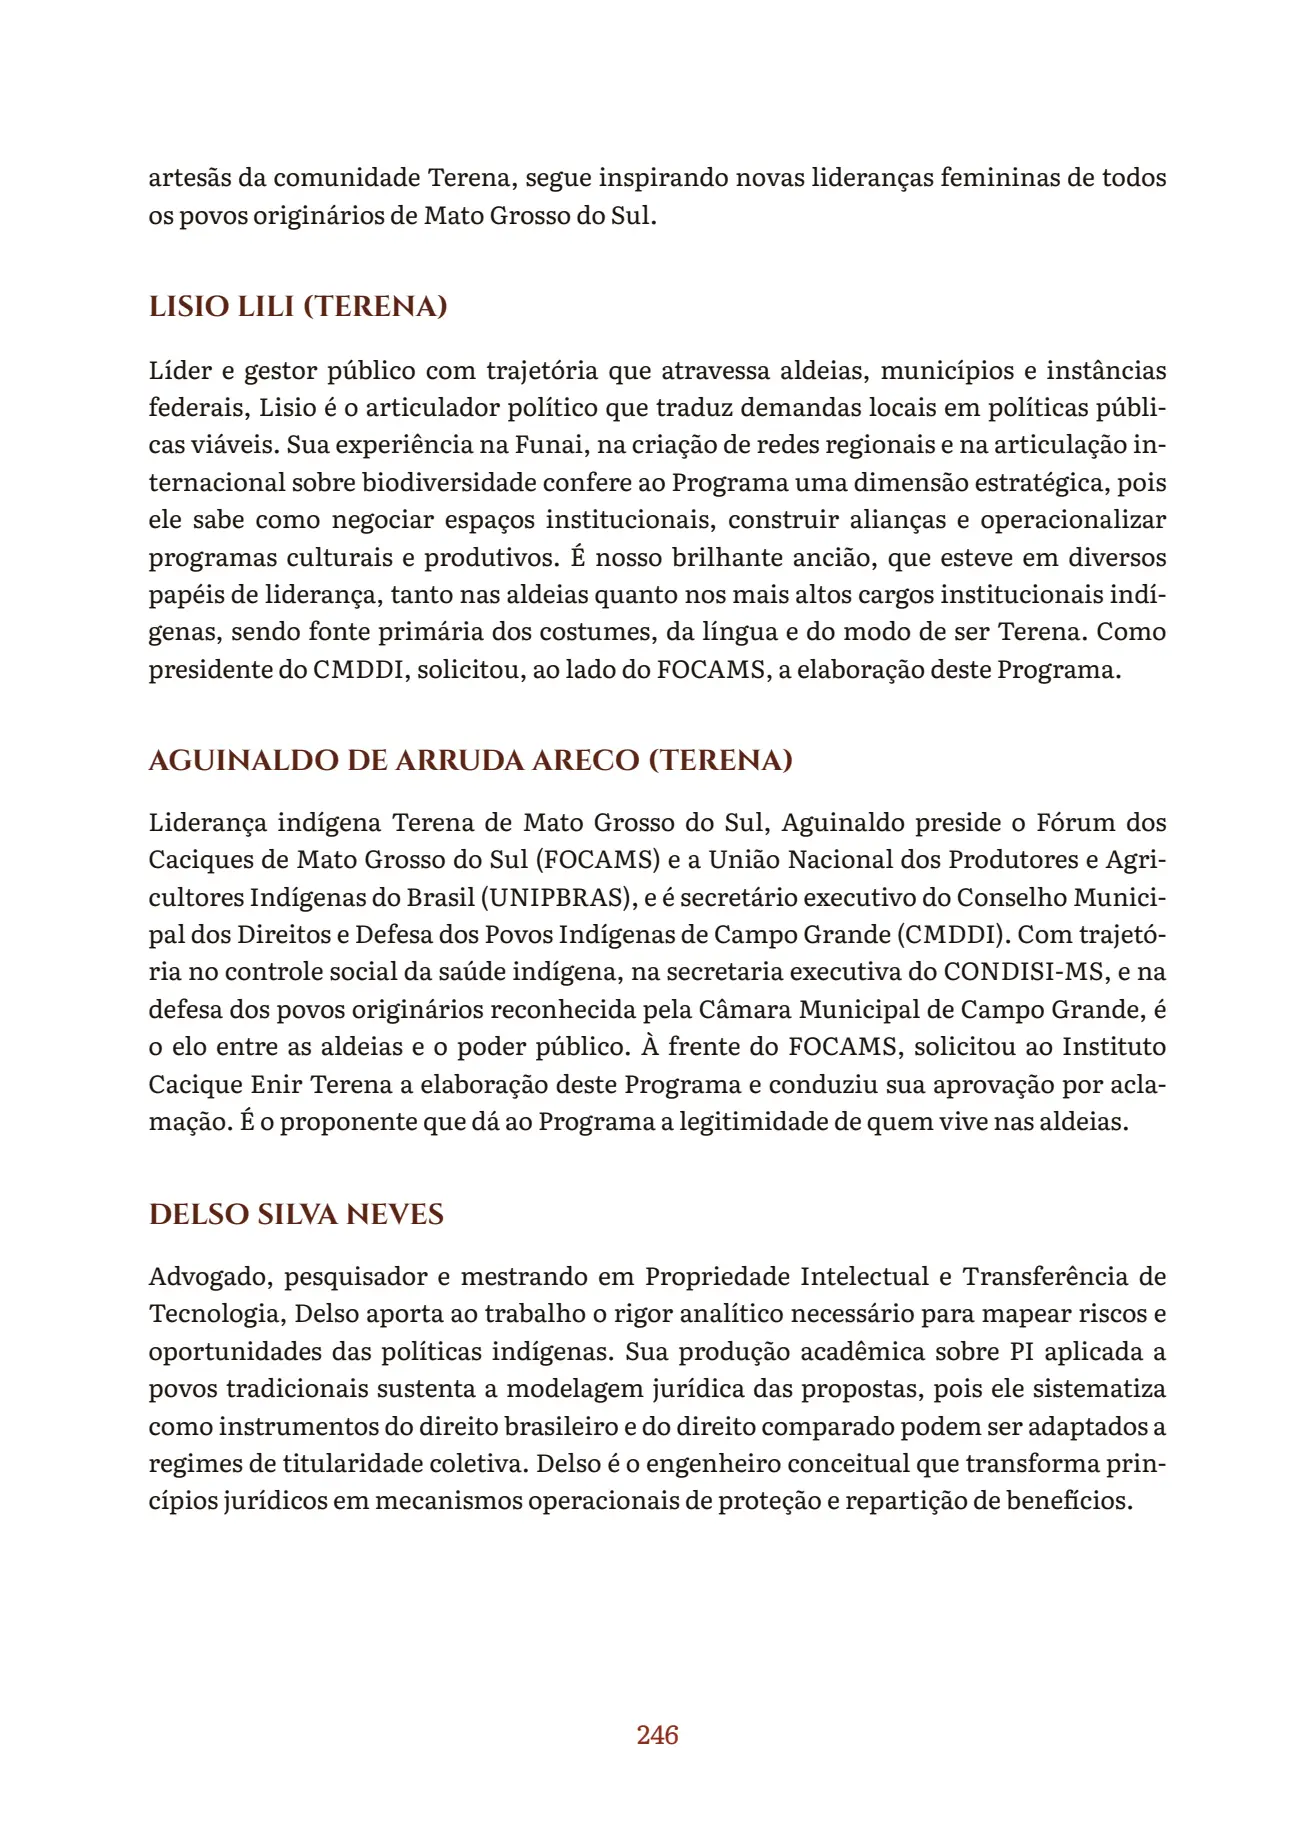 artesãs da comunidade Terena, segue inspirando novas lideranças femininas de todos
os povos originários de Mato Grosso do Sul.
LISIO LILI (TERENA)
Líder e gestor público com trajetória que atravessa aldeias, municípios e instâncias
federais, Lisio é o articulador político que traduz demandas locais em políticas públi-
cas viáveis. Sua experiência na Funai, na criação de redes regionais e na articulação in-
ternacional sobre biodiversidade confere ao Programa uma dimensão estratégica, pois
ele sabe como negociar espaços institucionais, construir alianças e operacionalizar
programas culturais e produtivos. É nosso brilhante ancião, que esteve em diversos
papéis de liderança, tanto nas aldeias quanto nos mais altos cargos institucionais indí-
genas, sendo fonte primária dos costumes, da língua e do modo de ser Terena. Como
presidente do CMDDI, solicitou, ao lado do FOCAMS, a elaboração deste Programa.
AGUINALDO DE ARRUDA ARECO (TERENA)
Liderança indígena Terena de Mato Grosso do Sul, Aguinaldo preside o Fórum dos
Caciques de Mato Grosso do Sul (FOCAMS) e a União Nacional dos Produtores e Agri-
cultores Indígenas do Brasil (UNIPBRAS), e é secretário executivo do Conselho Munici-
pal dos Direitos e Defesa dos Povos Indígenas de Campo Grande (CMDDI). Com trajetó-
ria no controle social da saúde indígena, na secretaria executiva do CONDISI-MS, e na
defesa dos povos originários reconhecida pela Câmara Municipal de Campo Grande, é
o elo entre as aldeias e o poder público. À frente do FOCAMS, solicitou ao Instituto
Cacique Enir Terena a elaboração deste Programa e conduziu sua aprovação por acla-
mação. É o proponente que dá ao Programa a legitimidade de quem vive nas aldeias.
DELSO SILVA NEVES
Advogado, pesquisador e mestrando em Propriedade Intelectual e Transferência de
Tecnologia, Delso aporta ao trabalho o rigor analítico necessário para mapear riscos e
oportunidades das políticas indígenas. Sua produção acadêmica sobre PI aplicada a
povos tradicionais sustenta a modelagem jurídica das propostas, pois ele sistematiza
como instrumentos do direito brasileiro e do direito comparado podem ser adaptados a
regimes de titularidade coletiva. Delso é o engenheiro conceitual que transforma prin-
cípios jurídicos em mecanismos operacionais de proteção e repartição de benefícios.
246